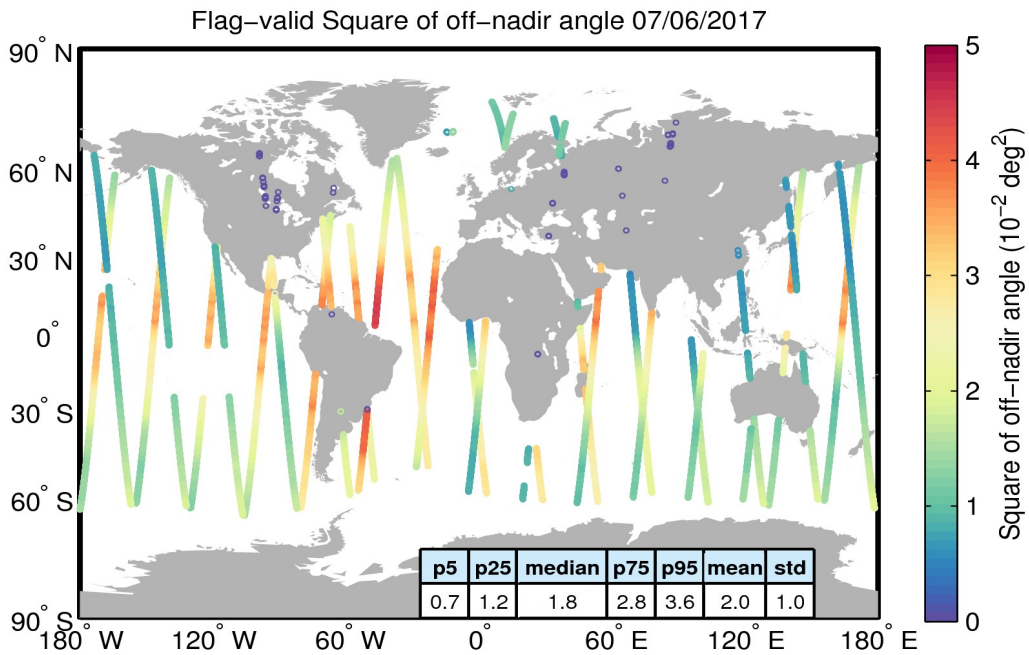 Flag−valid Square of off−nadir angle 07/06/2017
90° N
60° N
30° N
0°
30° S
60° S
90° S
180° W
120° W
60° W
0°
60° E
120° E
180° E
p5 p25 median p75 p95 mean std
0.7 1.2 1.8 2.8 3.6 2.0 1.0
5
4
3
2
1
0
Square of off−nadir angle (10⁻² deg²)